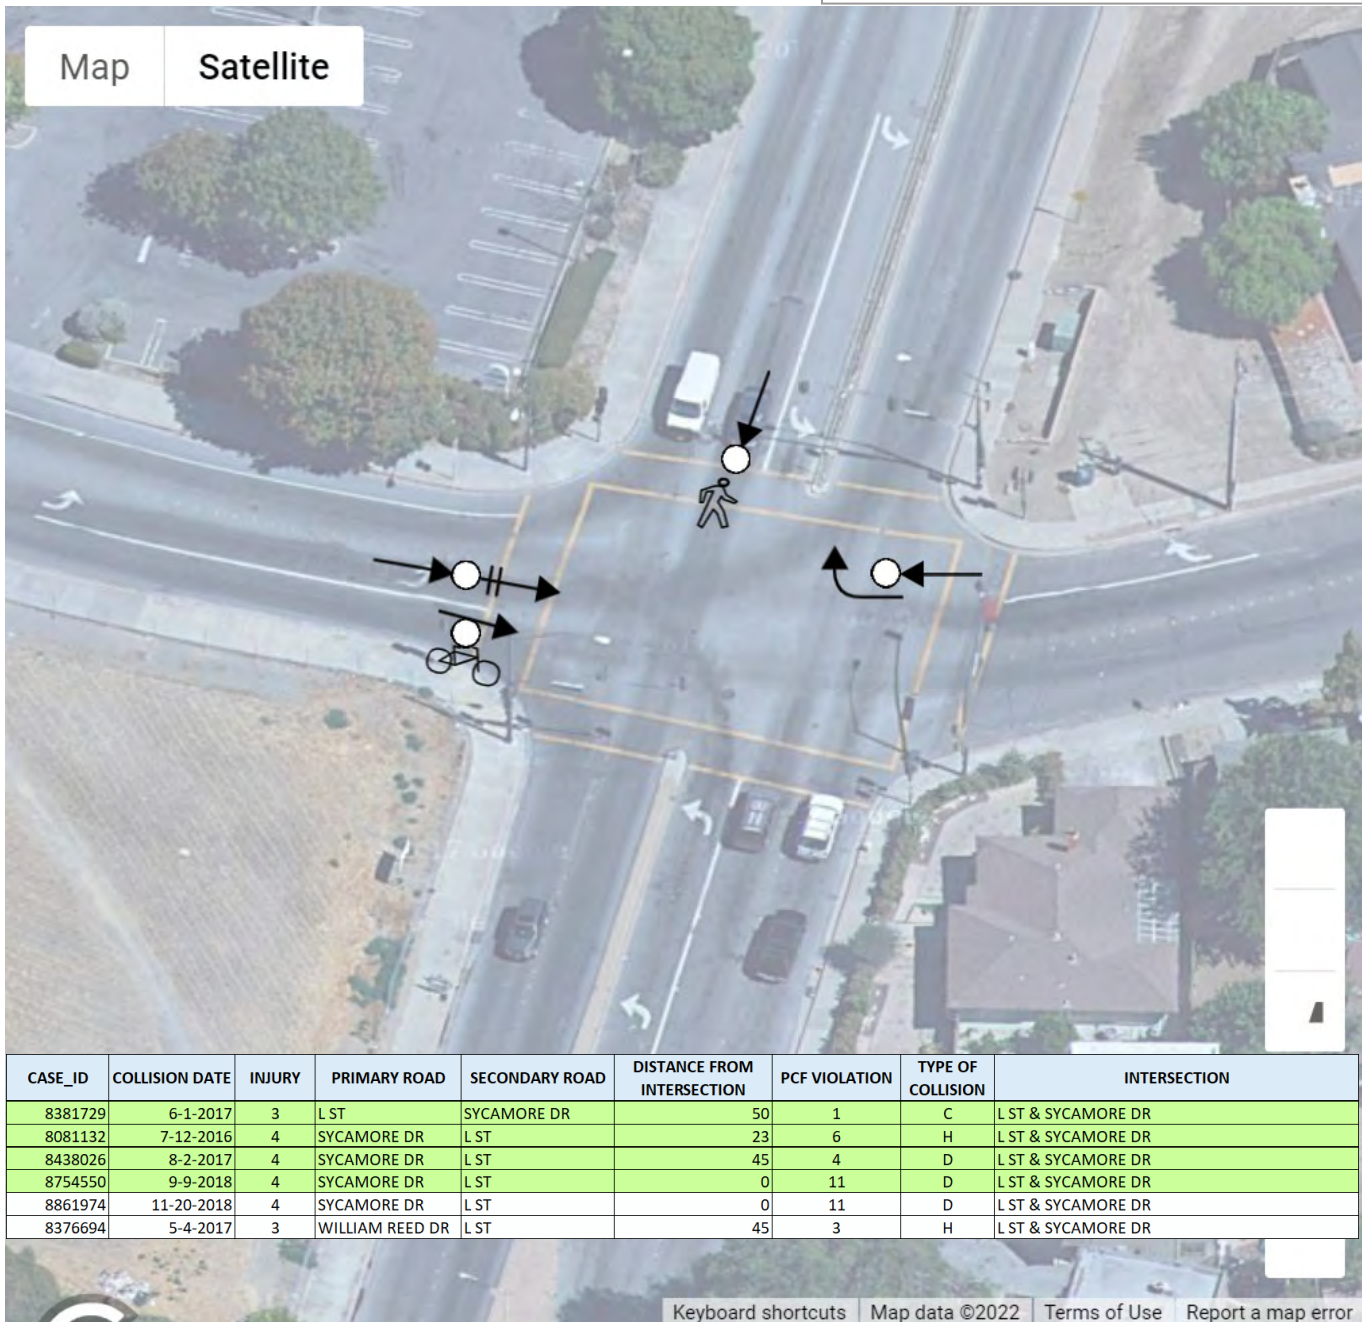 Map Satellite
CASE_ID COLLISION DATE INJURY PRIMARY ROAD SECONDARY ROAD DISTANCE FROM INTERSECTION PCF VIOLATION TYPE OF COLLISION INTERSECTION
8381729 6-1-2017 3 L ST SYCAMORE DR 50 1 C L ST & SYCAMORE DR
8081132 7-12-2016 4 SYCAMORE DR L ST 23 6 H L ST & SYCAMORE DR
8438026 8-2-2017 4 SYCAMORE DR L ST 45 4 D L ST & SYCAMORE DR
8754550 9-9-2018 4 SYCAMORE DR L ST 0 11 D L ST & SYCAMORE DR
8861974 11-20-2018 4 SYCAMORE DR L ST 0 11 D L ST & SYCAMORE DR
8376694 5-4-2017 3 WILLIAM REED DR L ST 45 3 H L ST & SYCAMORE DR
Keyboard shortcuts Map data ©2022 Terms of Use Report a map error